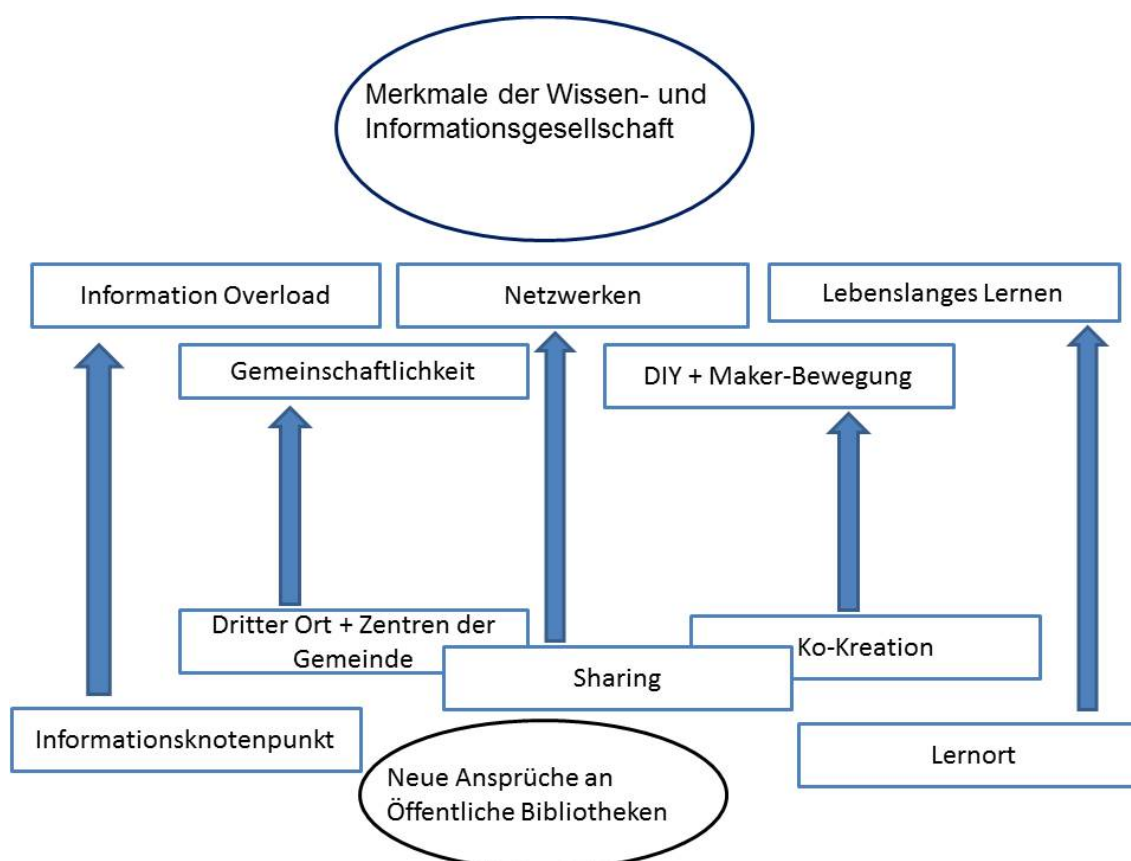 Merkmale der Wissen- und
Informationsgesellschaft
Information Overload
Netzwerken
Lebenslanges Lernen
Gemeinschaftlichkeit
DIY + Maker-Bewegung
Dritter Ort + Zentren der
Gemeinde
Ko-Kreation
Sharing
Informationsknotenpunkt
Lernort
Neue Ansprüche an
Öffentliche Bibliotheken